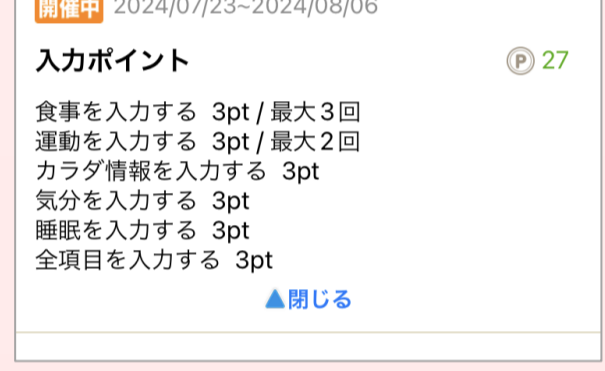 開催中 2024/07/23~2024/08/06
入力ポイント P 27
食事を入力する 3pt / 最大3回
運動を入力する 3pt / 最大2回
カラダ情報を入力する 3pt
気分を入力する 3pt
睡眠を入力する 3pt
全項目を入力する 3pt
▲閉じる